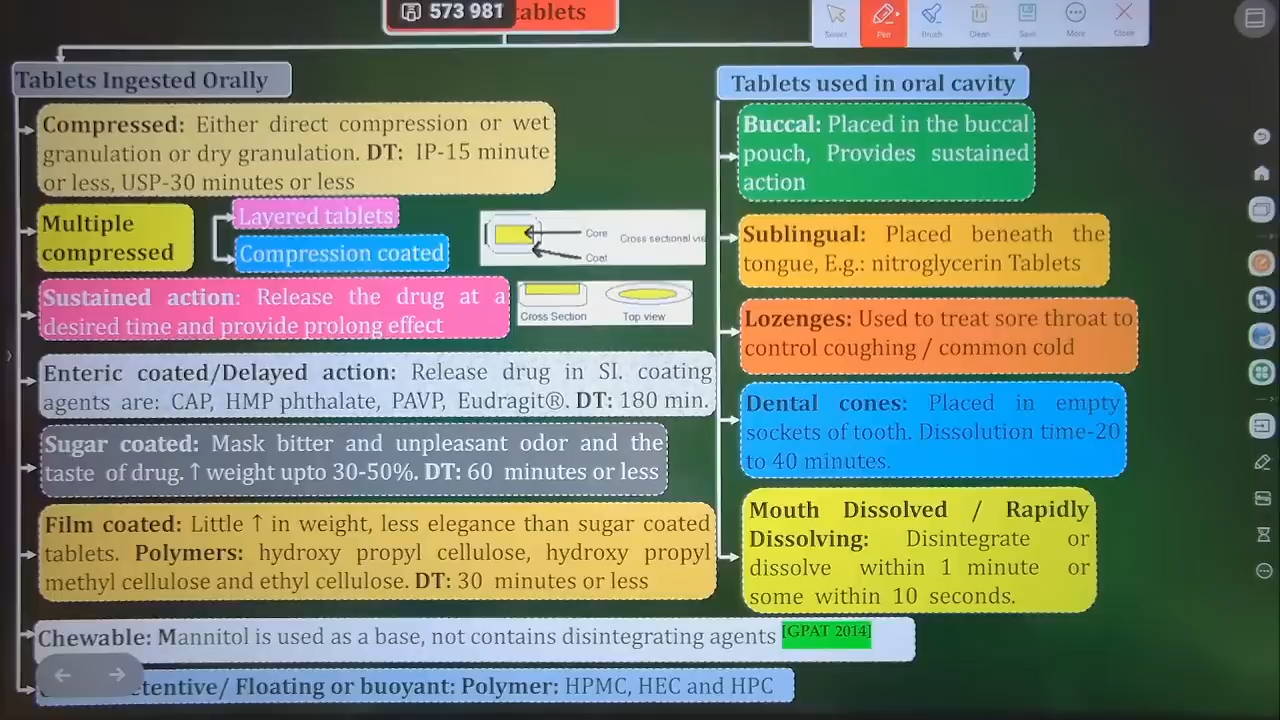 573 981
tablets
Select
Pen
Brush
Clean
Save
More
Close
Tablets Ingested Orally
Compressed: Either direct compression or wet
granulation or dry granulation. DT: IP-15 minute
or less, USP-30 minutes or less
Multiple
compressed
Layered tablets
Compression coated
Core
Coat
Cross sectional
Sustained action: Release the drug at a
desired time and provide prolong effect
Cross Section
Top view
Enteric coated/Delayed action: Release drug in SI. coating
agents are: CAP, HMP phthalate, PAVP, Eudragit®. DT: 180 min.
Sugar coated: Mask bitter and unpleasant odor and the
taste of drug. ↑ weight upto 30-50%. DT: 60 minutes or less
Film coated: Little ↑ in weight, less elegance than sugar coated
tablets. Polymers: hydroxy propyl cellulose, hydroxy propyl
methyl cellulose and ethyl cellulose. DT: 30 minutes or less
Chewable: Mannitol is used as a base, not contains disintegrating agents [GPAT 2014]
etentive/ Floating or buoyant: Polymer: HPMC, HEC and HPC
Tablets used in oral cavity
Buccal: Placed in the buccal
pouch, Provides sustained
action
Sublingual: Placed beneath the
tongue, E.g.: nitroglycerin Tablets
Lozenges: Used to treat sore throat to
control coughing / common cold
Dental cones: Placed in empty
sockets of tooth. Dissolution time-20
to 40 minutes.
Mouth Dissolved / Rapidly
Dissolving: Disintegrate or
dissolve within 1 minute or
some within 10 seconds.